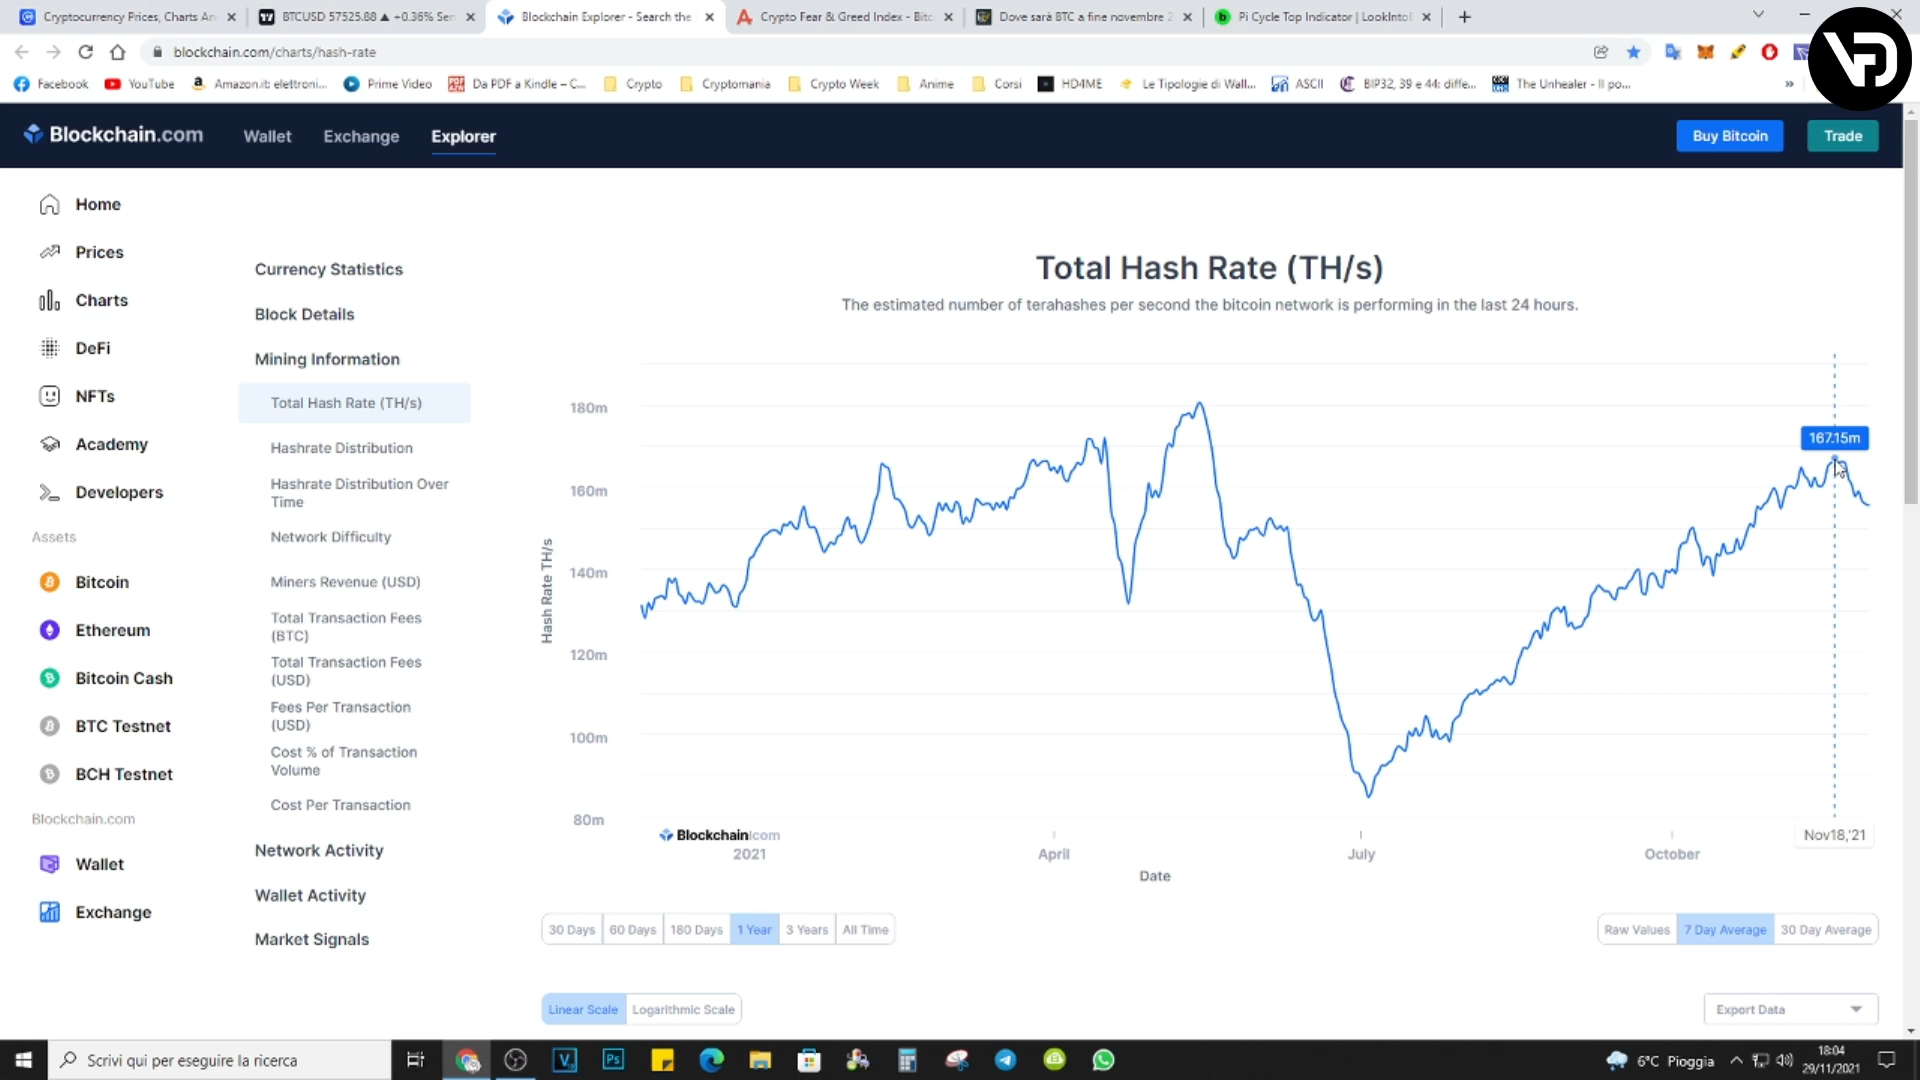 Cryptocurrency Prices, Charts An
BTCUSD 57525.88 ▲ +0.36% Sen
Blockchain Explorer - Search the
Crypto Fear & Greed Index - Bitc
Dove sarà BTC a fine novembre 2
Pi Cycle Top Indicator | LookIntoB
blockchain.com/charts/hash-rate
Facebook
YouTube
Amazon.it: elettroni...
Prime Video
Da PDF a Kindle – C...
Crypto
Cryptomania
Crypto Week
Anime
Corsi
HD4ME
Le Tipologie di Wall...
ASCII
BIP32, 39 e 44: diffe...
The Unhealer - Il po...
»
Blockchain.com
Wallet
Exchange
Explorer
Buy Bitcoin
Trade
Home
Prices
Charts
DeFi
NFTs
Academy
Developers
Assets
Bitcoin
Ethereum
Bitcoin Cash
BTC Testnet
BCH Testnet
Blockchain.com
Wallet
Exchange
Currency Statistics
Block Details
Mining Information
Total Hash Rate (TH/s)
Hashrate Distribution
Hashrate Distribution Over
Time
Network Difficulty
Miners Revenue (USD)
Total Transaction Fees
(BTC)
Total Transaction Fees
(USD)
Fees Per Transaction
(USD)
Cost % of Transaction
Volume
Cost Per Transaction
Network Activity
Wallet Activity
Market Signals
Total Hash Rate (TH/s)
The estimated number of terahashes per second the bitcoin network is performing in the last 24 hours.
Hash Rate TH/s
180m
160m
140m
120m
100m
80m
167.15m
Blockchain.com
2021
April
July
October
Nov18,'21
Date
30 Days
60 Days
180 Days
1 Year
3 Years
All Time
Raw Values
7 Day Average
30 Day Average
Linear Scale
Logarithmic Scale
Export Data
Scrivi qui per eseguire la ricerca
Ps
6°C Pioggia
18:04
29/11/2021